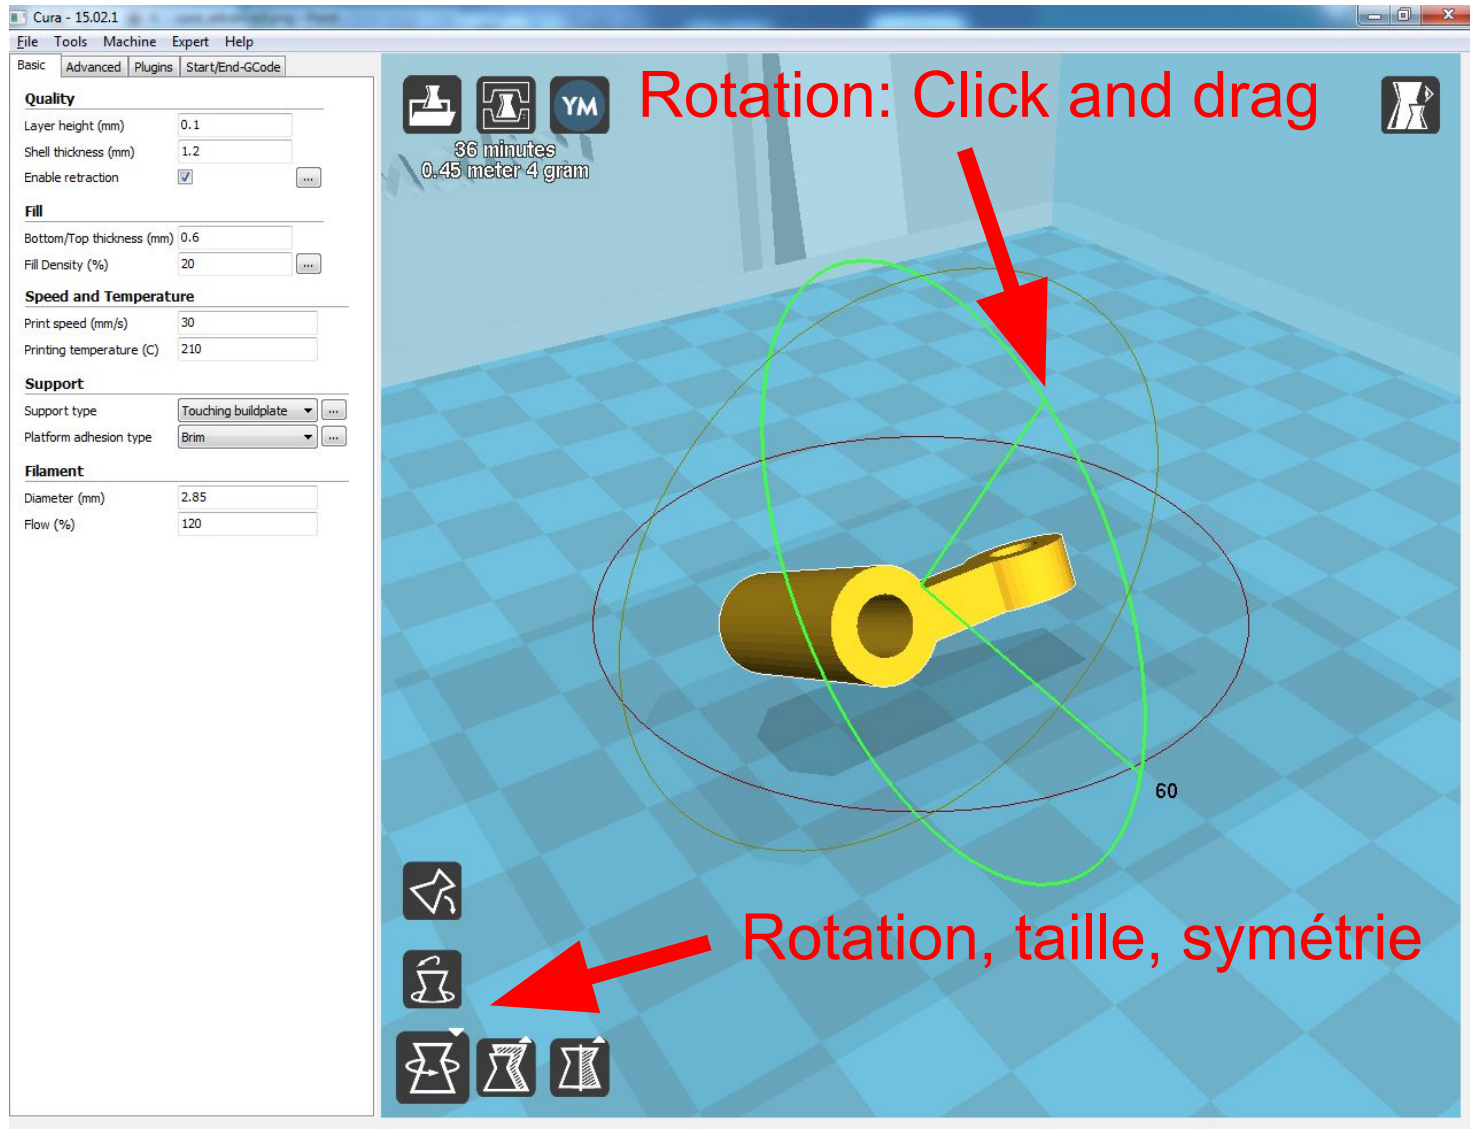 Cura - 15.02.1
File Tools Machine Expert Help
Basic Advanced Plugins Start/End-GCode
Quality
Layer height (mm) 0.1
Shell thickness (mm) 1.2
Enable retraction ...
Fill
Bottom/Top thickness (mm) 0.6
Fill Density (%) 20 ...
Speed and Temperature
Print speed (mm/s) 30
Printing temperature (C) 210
Support
Support type Touching buildplate ...
Platform adhesion type Brim ...
Filament
Diameter (mm) 2.85
Flow (%) 120
YM
Rotation: Click and drag
36 minutes
0.45 meter 4 gram
60
Rotation, taille, symétrie